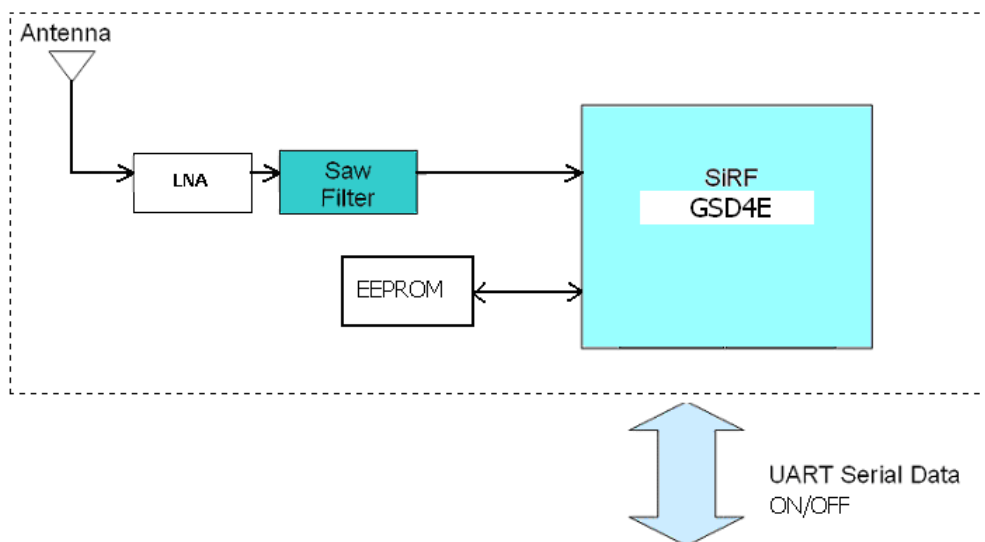 Antenna
LNA
Saw
Filter
SiRF
GSD4E
EEPROM
UART Serial Data
ON/OFF